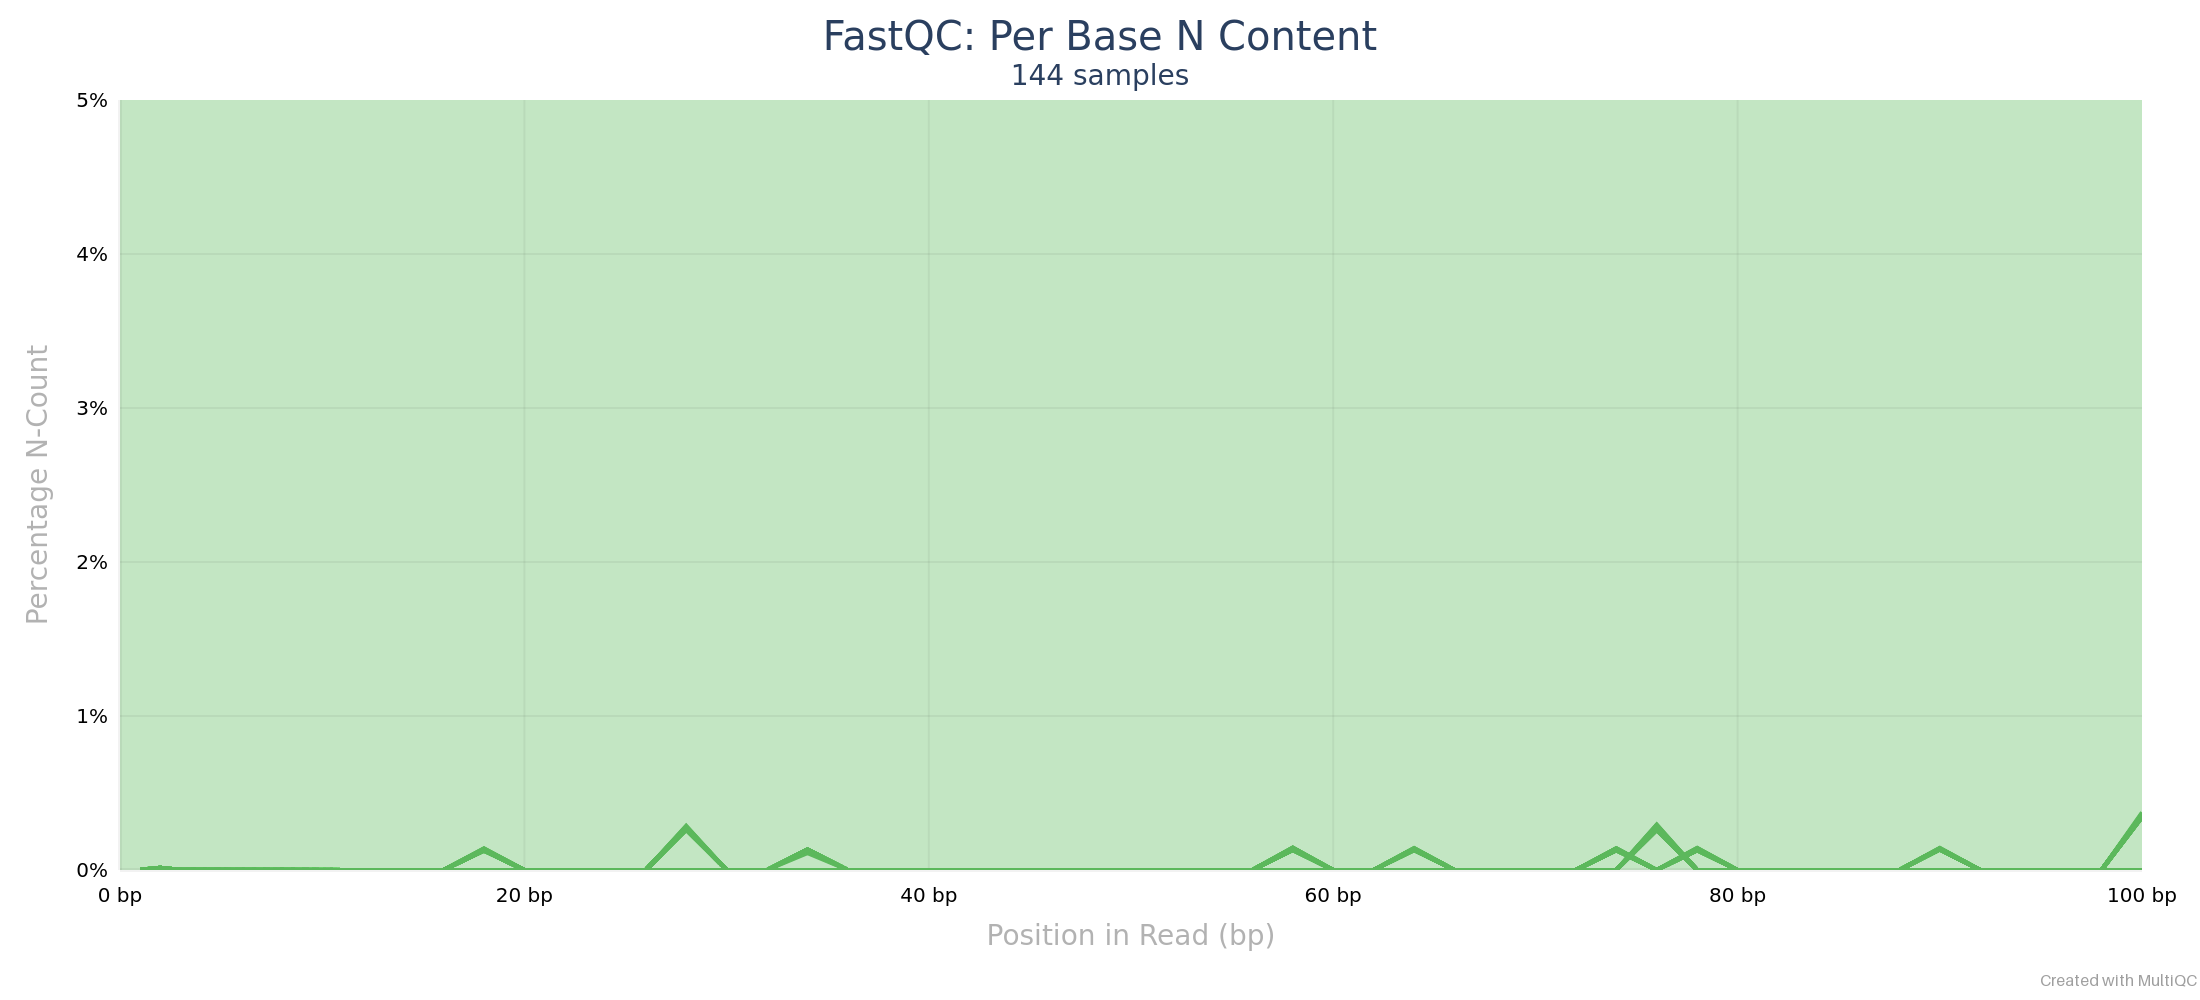 FastQC: Per Base N Content
144 samples
5%
4%
3%
2%
1%
0%
Percentage N-Count
0 bp
20 bp
40 bp
60 bp
80 bp
100 bp
Position in Read (bp)
Created with MultiQC